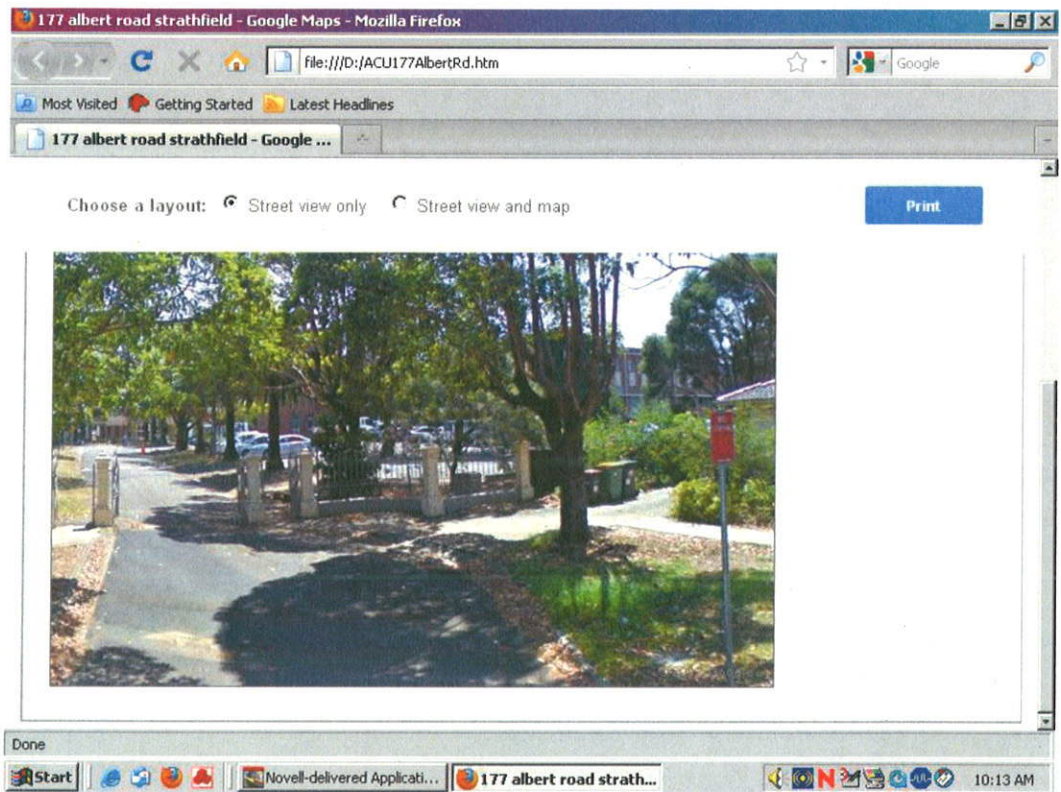 177 albert road strathfield - Google Maps - Mozilla Firefox
file:///D:/ACU177AlbertRd.htm
Google
Most Visited Getting Started Latest Headlines
177 albert road strathfield - Google ...
Choose a layout: Street view only Street view and map
Print
Done
Start Novell-delivered Applicati... 177 albert road strath... 10:13 AM